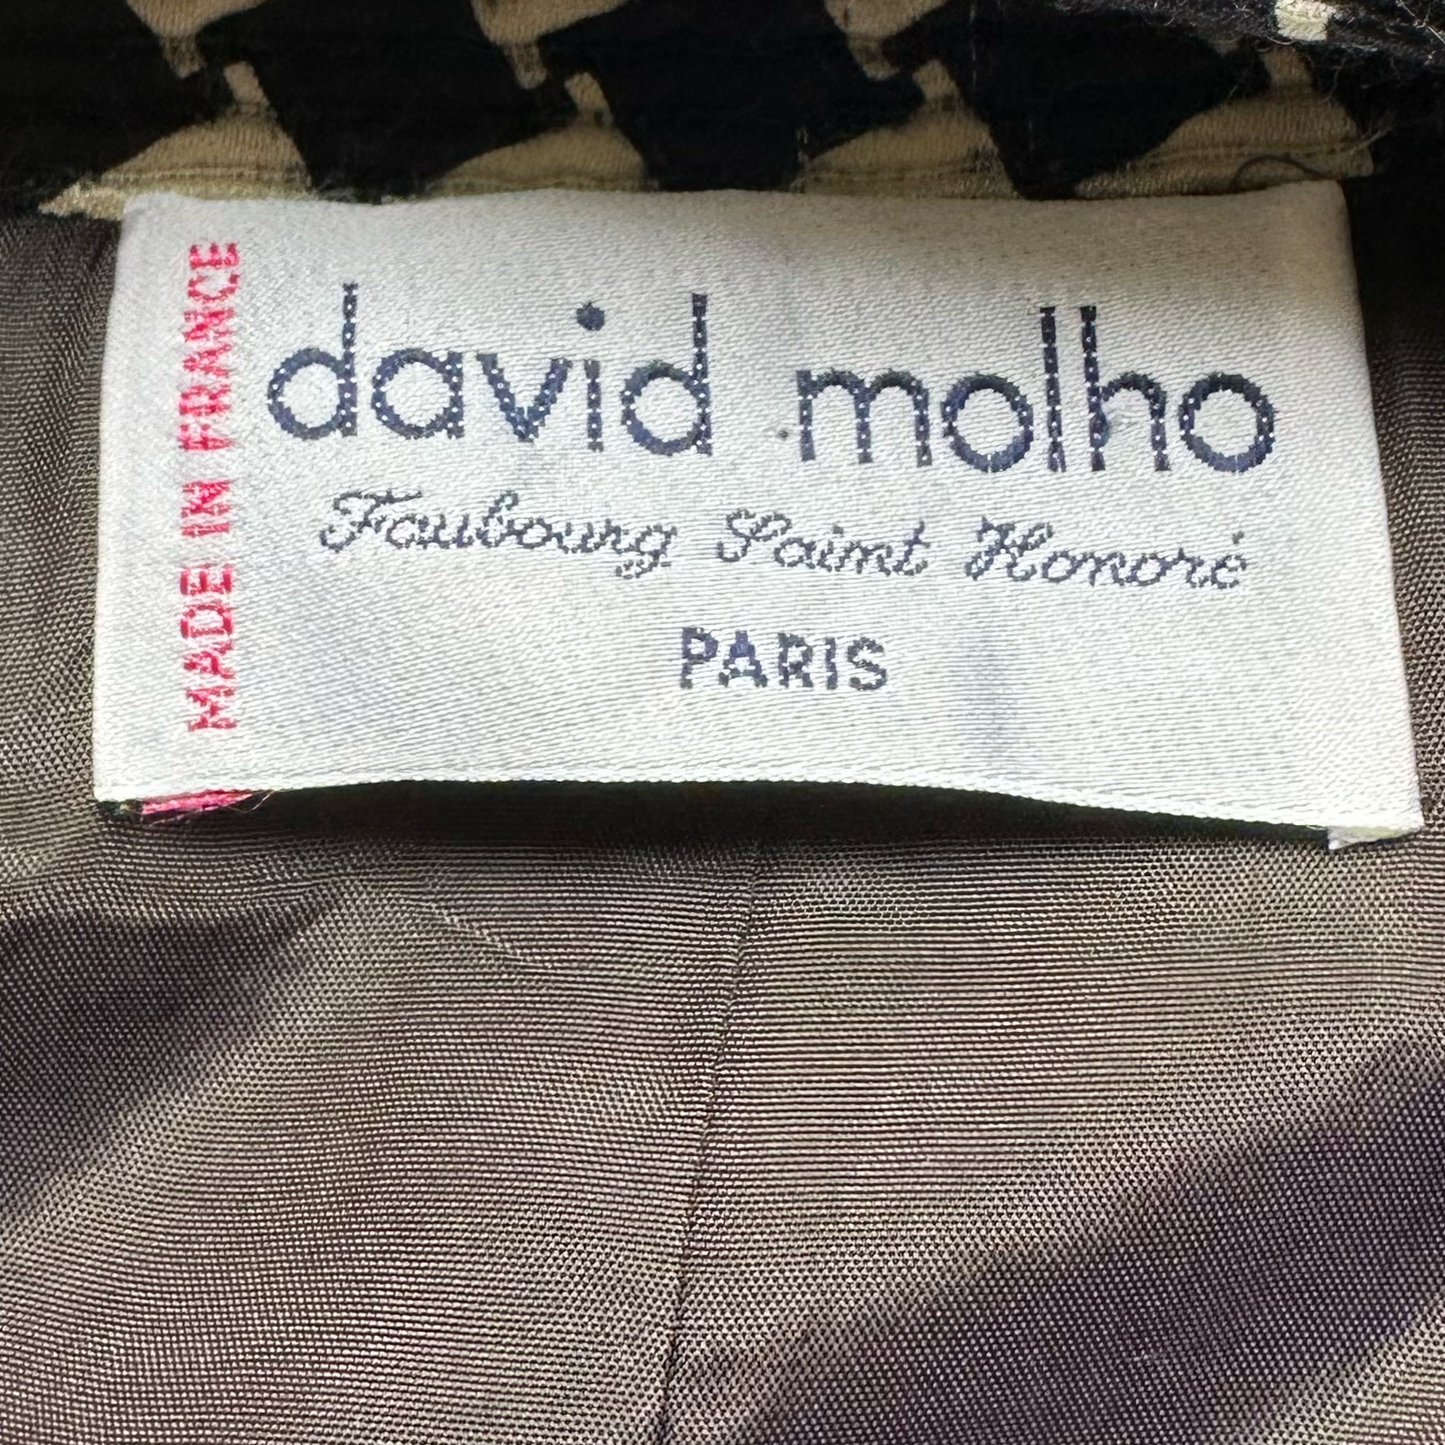 MADE IN FRANCE
david molho
Faubourg Saint Honoré
PARIS